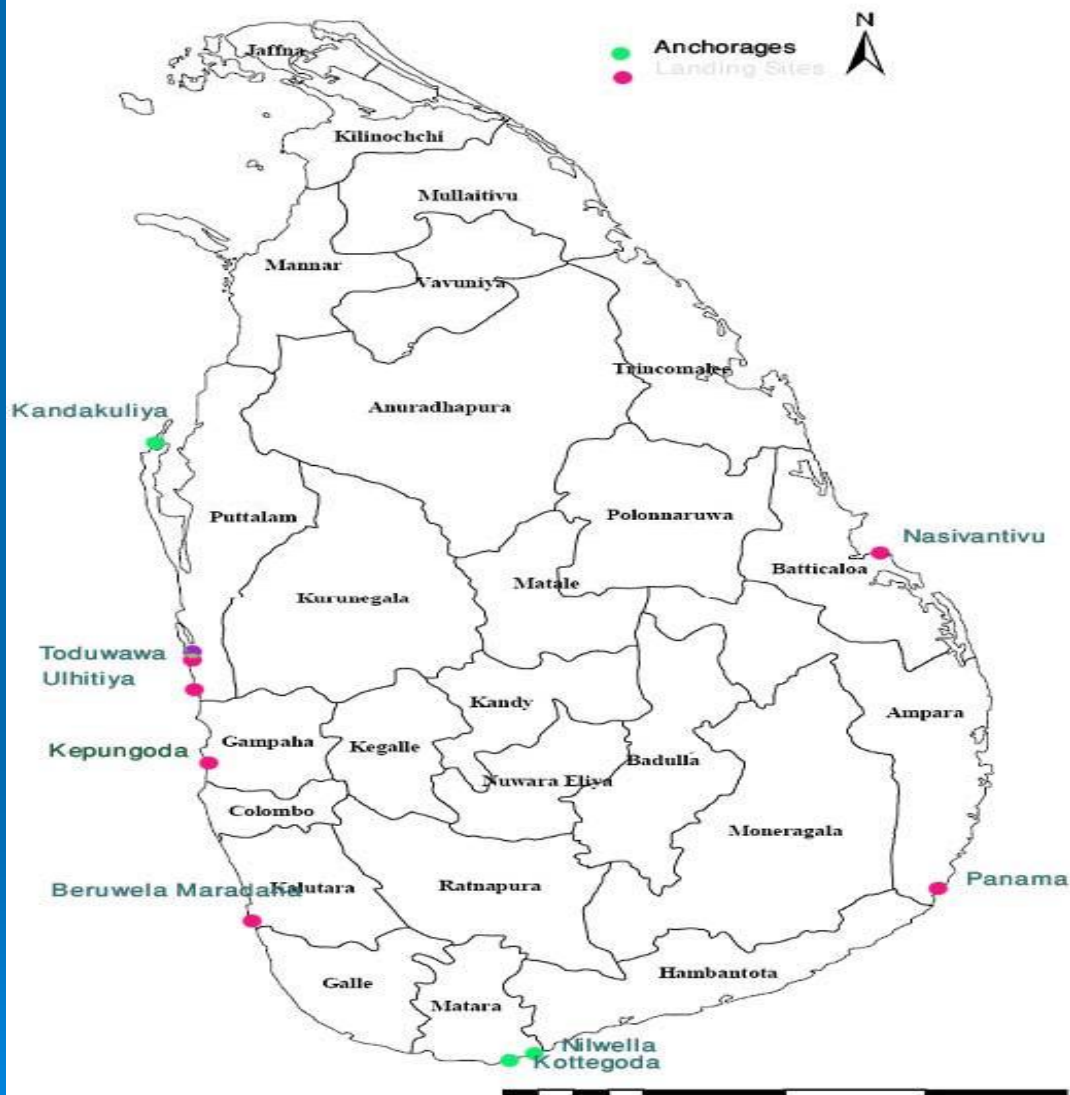 N
Anchorages
Landing Sites
Jaffna
Kilinochchi
Mullaitivu
Mannar
Vavuniya
Trincomalee
Kandakuliya
Anuradhapura
Puttalam
Polonnaruwa
Nasivantivu
Batticaloa
Matale
Kurunegala
Toduwawa
Ulhitiya
Kandy
Ampara
Gampaha
Kegalle
Kepungoda
Badulla
Nuwara Eliya
Colombo
Moneragala
Beruwela Maradana
Kalutara
Ratnapura
Panama
Hambantota
Galle
Matara
Nilwella
Kottegoda